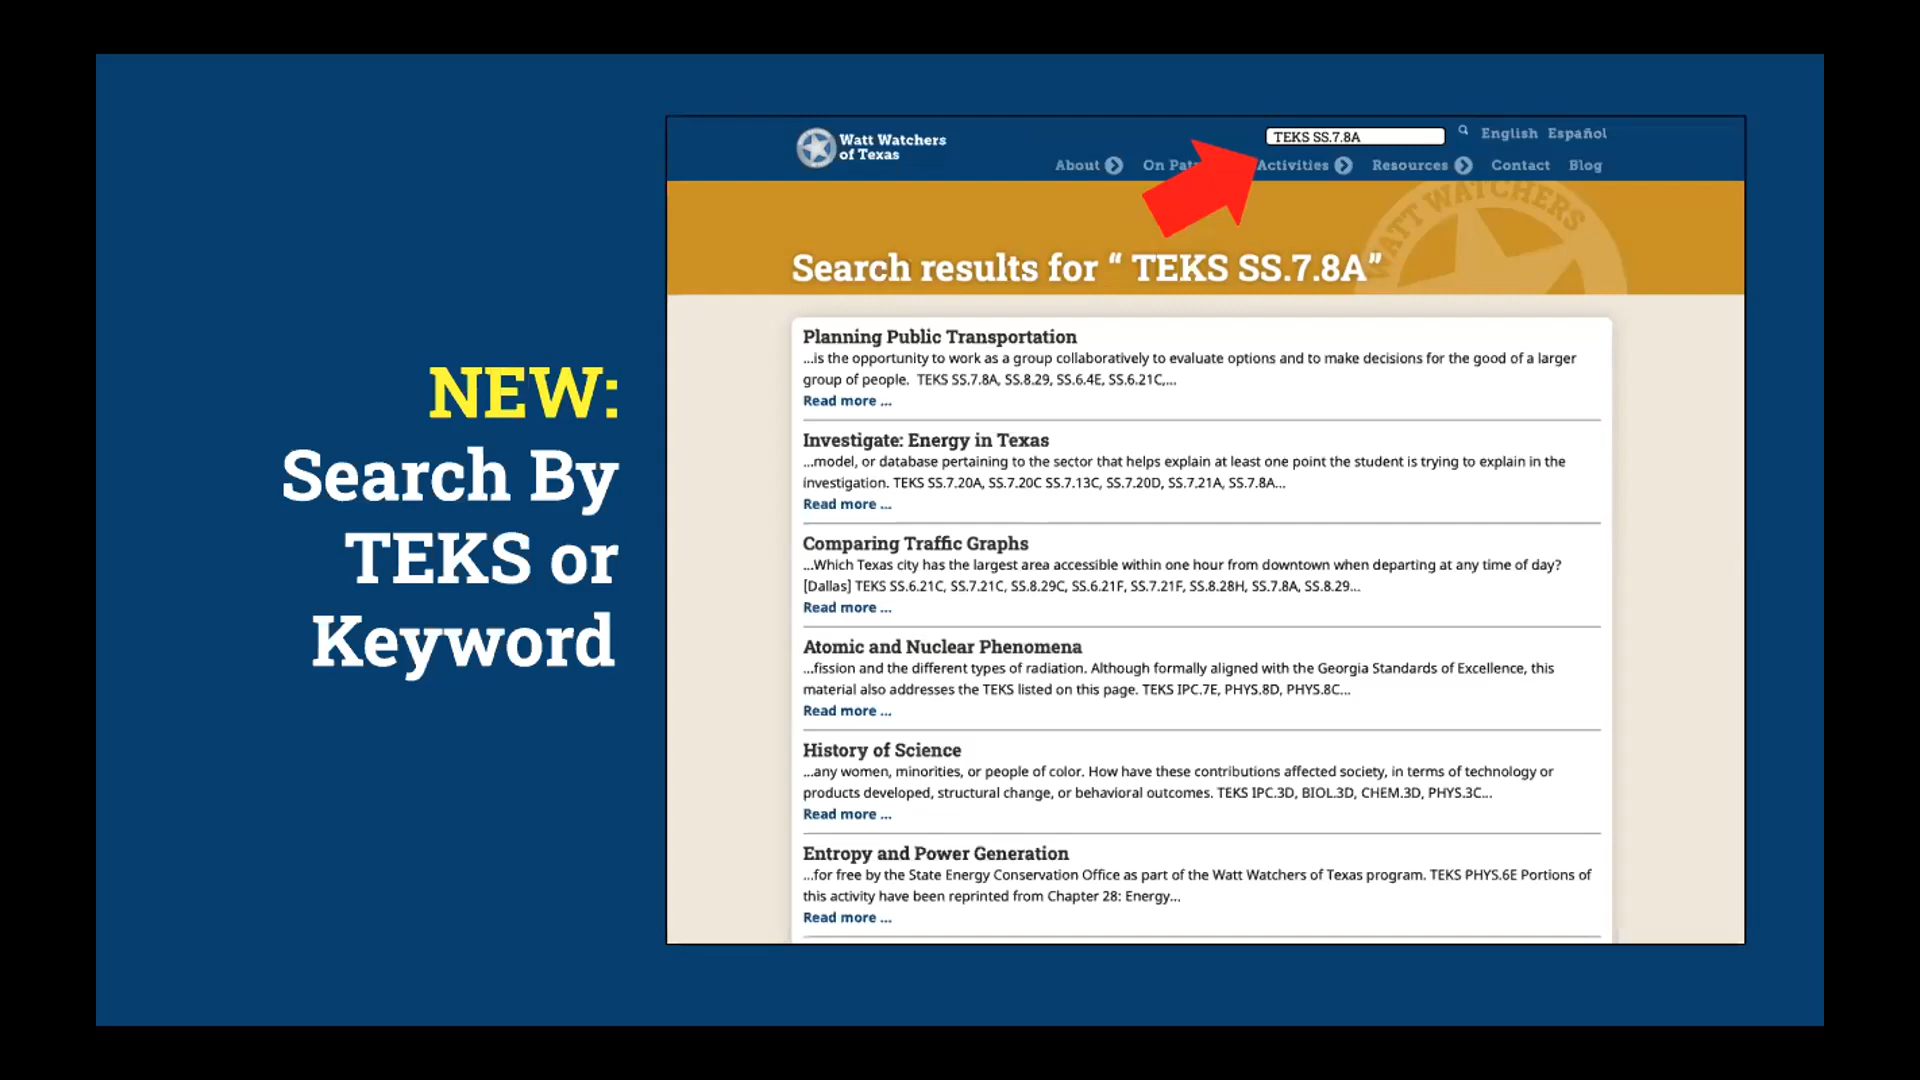 NEW:
Search By
TEKS or
Keyword
Watt Watchers
of Texas
TEKS SS.7.8A
English Español
About On Activities Resources Contact Blog
WATT WATCHERS
Search results for “ TEKS SS.7.8A”
Planning Public Transportation
...is the opportunity to work as a group collaboratively to evaluate options and to make decisions for the good of a larger
group of people. TEKS SS.7.8A, SS.8.29, SS.6.4E, SS.6.21C,...
Read more ...
Investigate: Energy in Texas
...model, or database pertaining to the sector that helps explain at least one point the student is trying to explain in the
investigation. TEKS SS.7.20A, SS.7.20C SS.7.13C, SS.7.20D, SS.7.21A, SS.7.8A...
Read more ...
Comparing Traffic Graphs
...Which Texas city has the largest area accessible within one hour from downtown when departing at any time of day?
[Dallas] TEKS SS.6.21C, SS.7.21C, SS.8.29C, SS.6.21F, SS.7.21F, SS.8.28H, SS.7.8A, SS.8.29...
Read more ...
Atomic and Nuclear Phenomena
...fission and the different types of radiation. Although formally aligned with the Georgia Standards of Excellence, this
material also addresses the TEKS listed on this page. TEKS IPC.7E, PHYS.8D, PHYS.8C...
Read more ...
History of Science
...any women, minorities, or people of color. How have these contributions affected society, in terms of technology or
products developed, structural change, or behavioral outcomes. TEKS IPC.3D, BIOL.3D, CHEM.3D, PHYS.3C...
Read more ...
Entropy and Power Generation
...for free by the State Energy Conservation Office as part of the Watt Watchers of Texas program. TEKS PHYS.6E Portions of
this activity have been reprinted from Chapter 28: Energy...
Read more ...